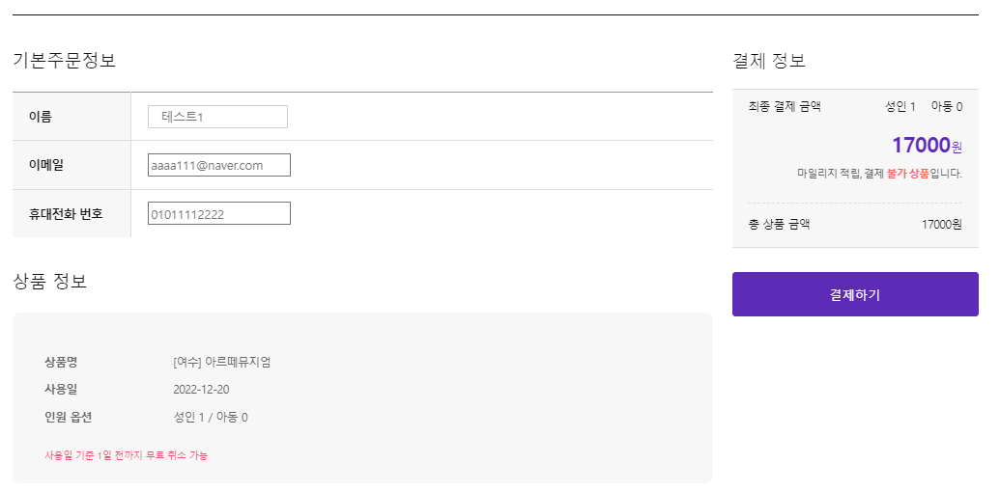 기본주문정보
이름
테스트1
이메일
aaaa111@naver.com
휴대전화 번호
01011112222
상품 정보
상품명
[여수] 아르떼뮤지엄
사용일
2022-12-20
인원 옵션
성인 1 / 아동 0
사용일 기준 1일 전까지 무료 취소 가능
결제 정보
최종 결제 금액 성인 1 아동 0
17000원
마일리지 적립, 결제 불가 상품입니다.
총 상품 금액 17000원
결제하기